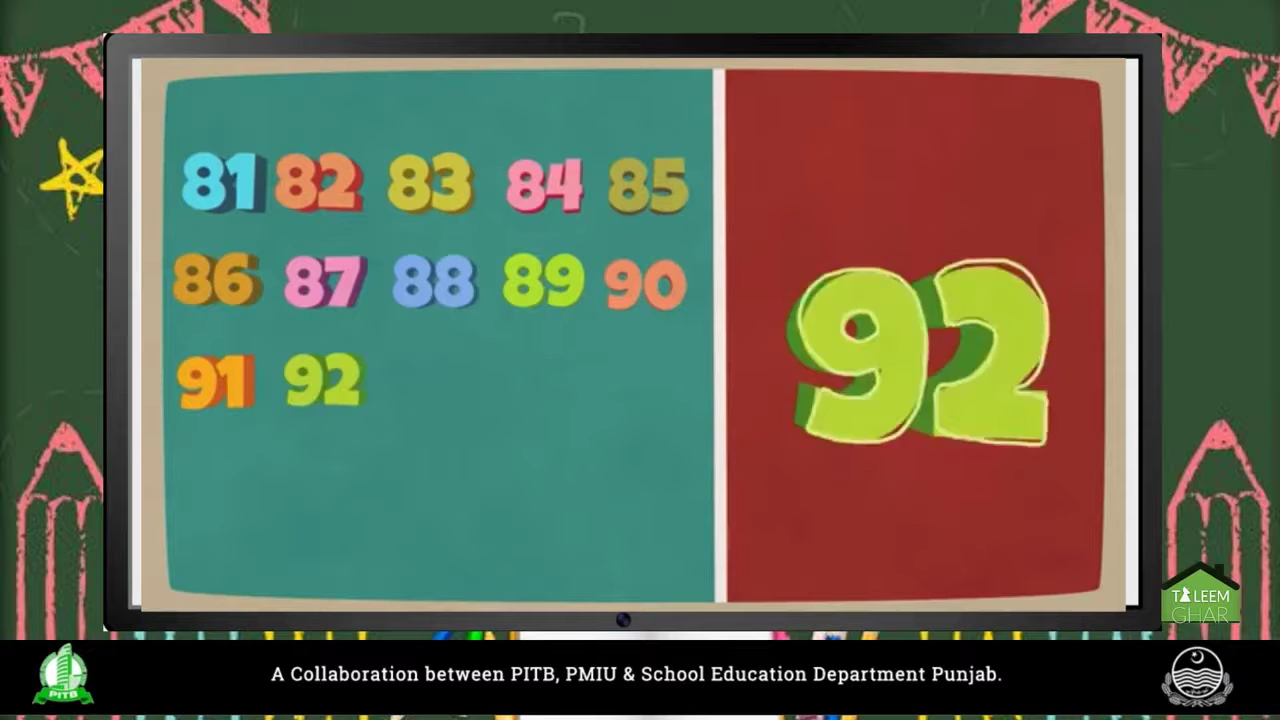 81 82 83 84 85
86 87 88 89 90
91 92
92
TALEEM
GHAR
PITB
A Collaboration between PITB, PMIU & School Education Department Punjab.